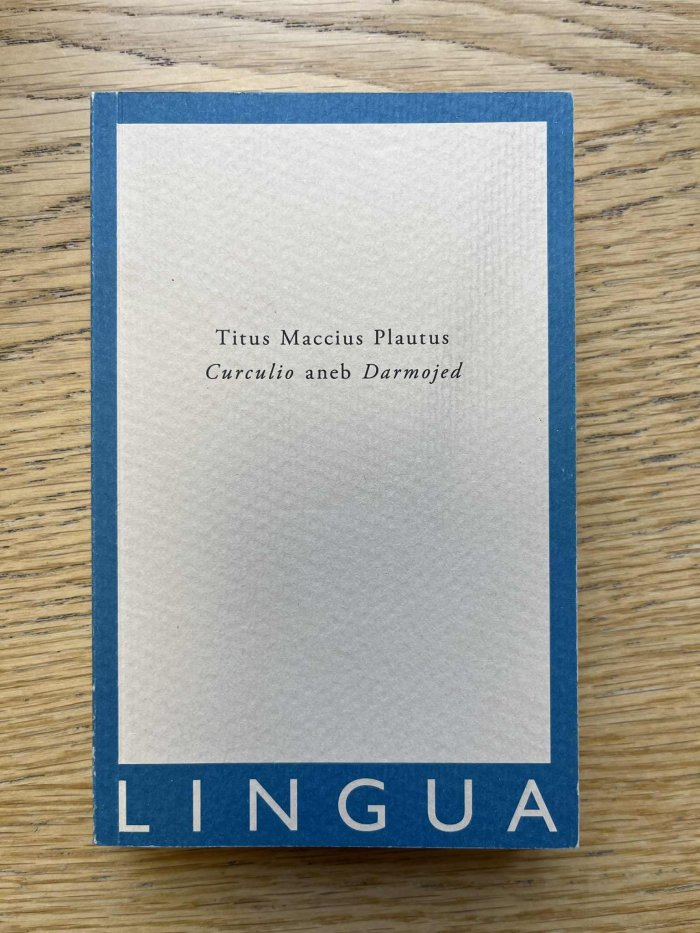 Titus Maccius Plautus
Curculio aneb Darmojed
LINGUA